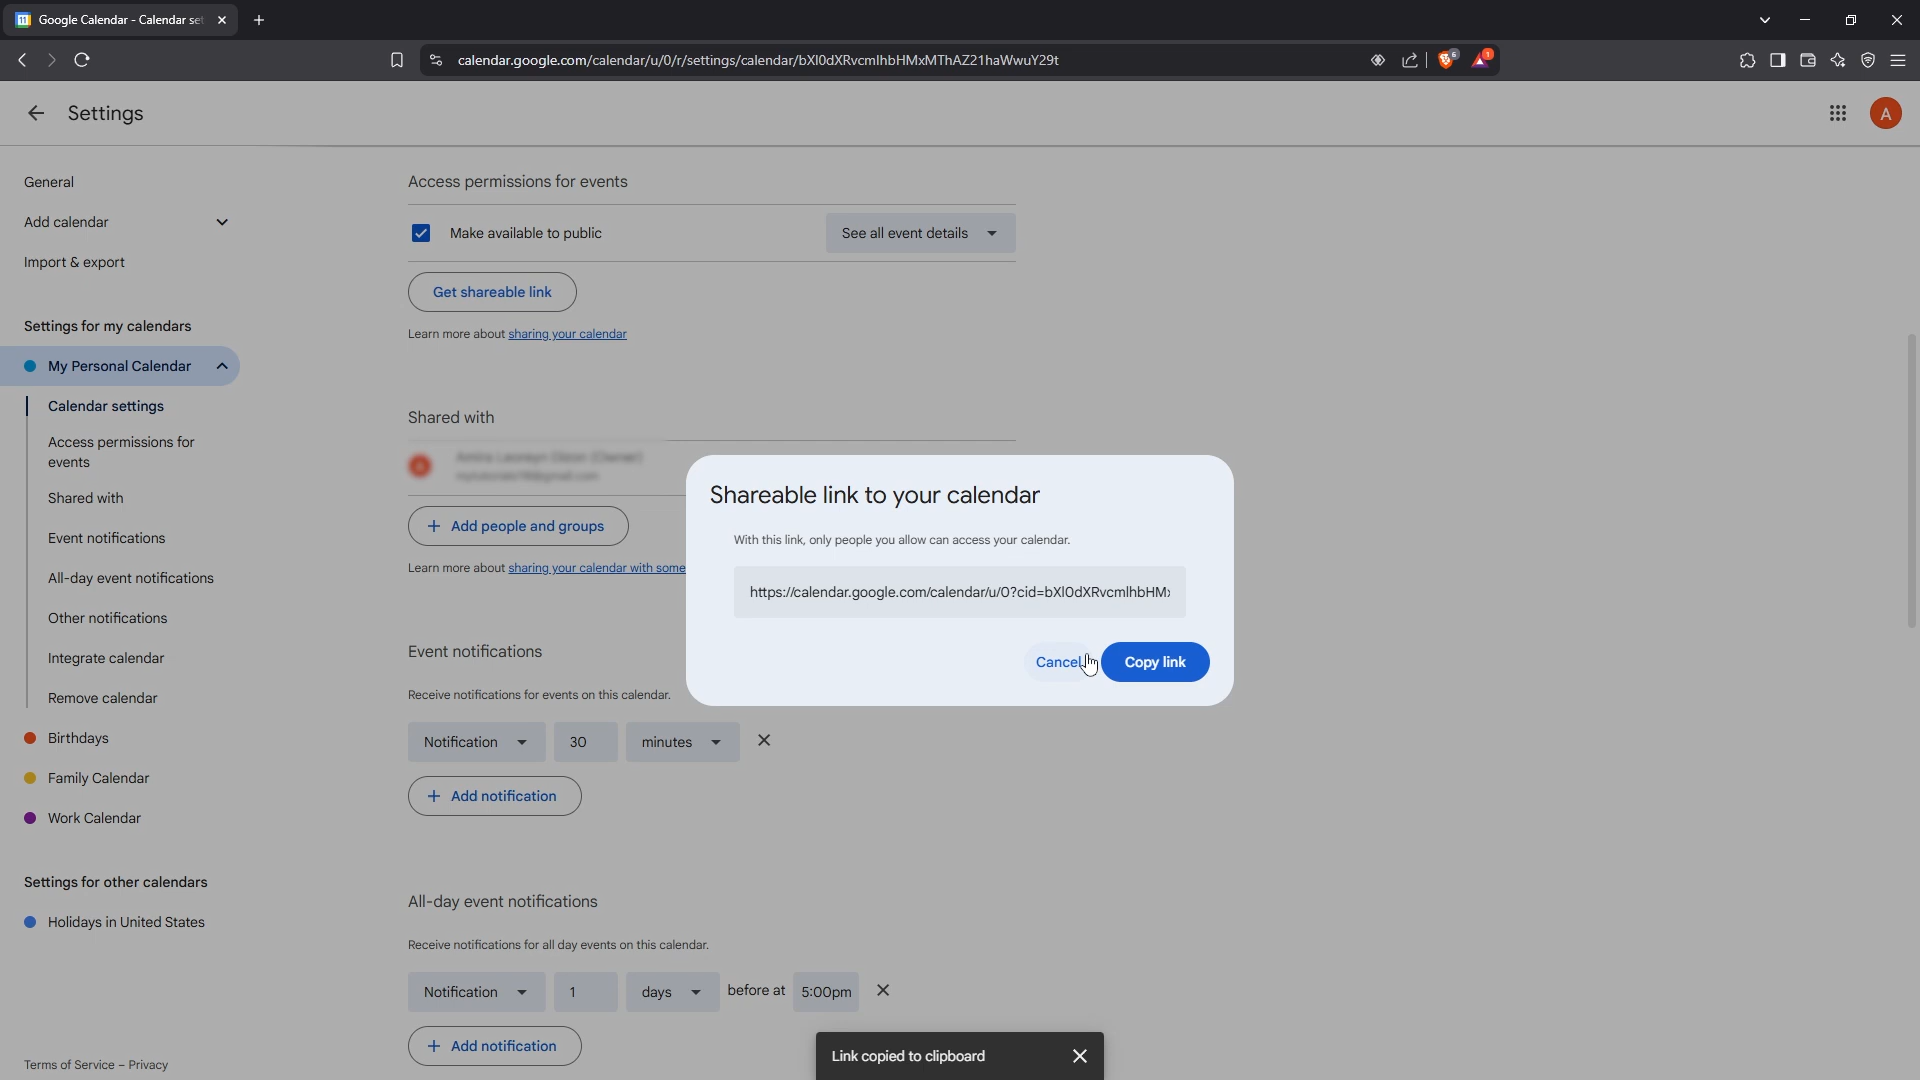 Google Calendar - Calendar set
calendar.google.com/calendar/u/0/r/settings/calendar/bXl0dXRvcmlhbHMxMThAZ21haWwuY29t
6
1
Settings
A
General
Add calendar
Import & export
Settings for my calendars
My Personal Calendar
Calendar settings
Access permissions for
events
Shared with
Event notifications
All-day event notifications
Other notifications
Integrate calendar
Remove calendar
Birthdays
Family Calendar
Work Calendar
Settings for other calendars
Holidays in United States
Terms of Service – Privacy
Access permissions for events
Make available to public
See all event details
Get shareable link
Learn more about sharing your calendar
Shared with
+ Add people and groups
Learn more about sharing your calendar with some
Event notifications
Receive notifications for events on this calendar.
Notification 30 minutes
+ Add notification
All-day event notifications
Receive notifications for all day events on this calendar.
Notification 1 days before at 5:00pm
+ Add notification
Shareable link to your calendar
With this link, only people you allow can access your calendar.
https://calendar.google.com/calendar/u/0?cid=bXl0dXRvcmlhbHM
Cancel
Copy link
Link copied to clipboard